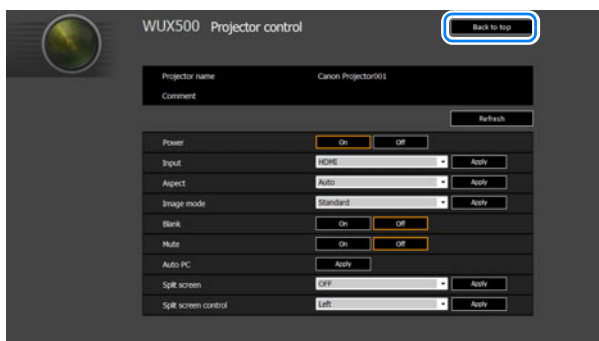 WUX500 Projector control
Back to top
Projector name Canon Projector001
Comment
Refresh
Power On Off
Input HDMI Apply
Aspect Auto Apply
Image mode Standard Apply
Blank On Off
Mute On Off
Auto PC Apply
Split screen OFF Apply
Split screen control Left Apply